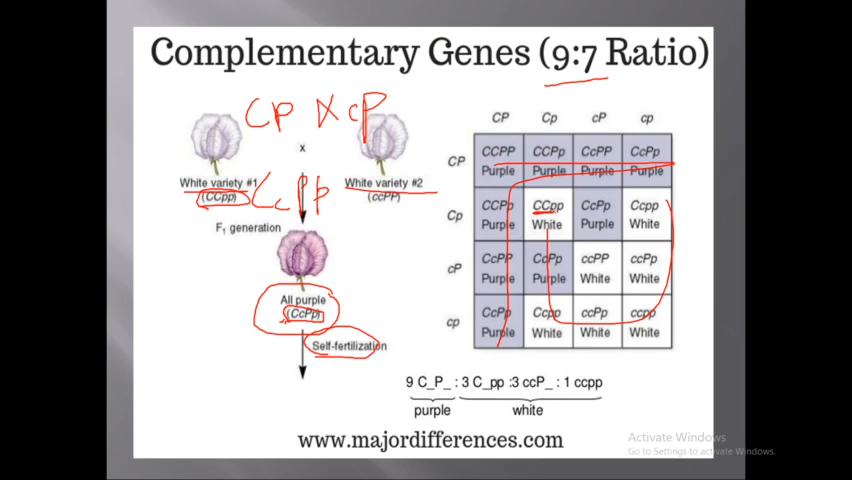 Complementary Genes (9:7 Ratio)
Cp X cP
x
White variety #1
(CCpp)
White variety #2
(ccPP)
CcPp
F1 generation
All purple
(CcPp)
Self-fertilization
CP Cp cP cp
CP CCPP CCPp CcPP CcPp
Purple Purple Purple Purple
Cp CCPp CCpp CcPp Ccpp
Purple White Purple White
cP CcPP CcPp ccPP ccPp
Purple Purple White White
cp CcPp Ccpp ccPp ccpp
Purple White White White
9 C_P_ : 3 C_pp :3 ccP_ : 1 ccpp
purple white
www.majordifferences.com
Activate Windows
Go to Settings to activate Windows.